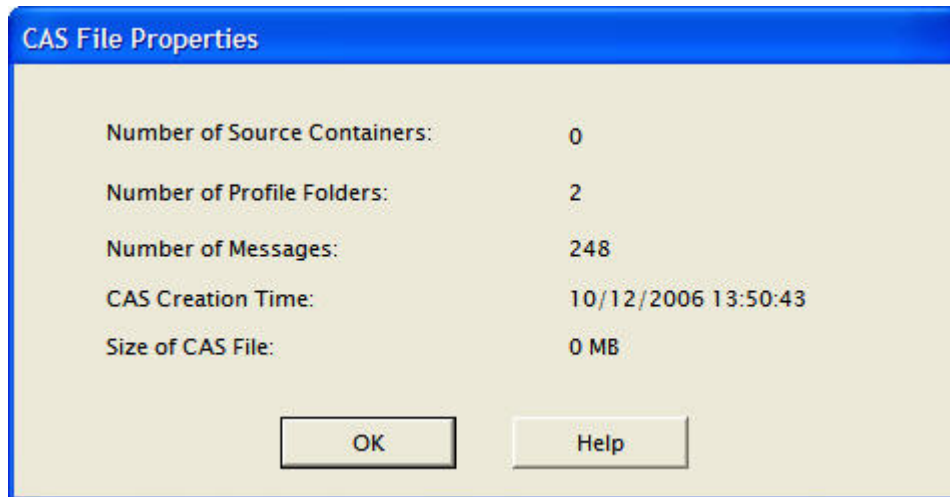 CAS File Properties
Number of Source Containers: 0
Number of Profile Folders: 2
Number of Messages: 248
CAS Creation Time: 10/12/2006 13:50:43
Size of CAS File: 0 MB
OK Help